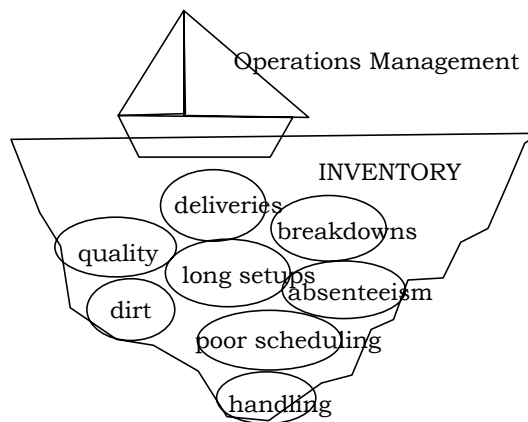 Operations Management
INVENTORY
deliveries
breakdowns
quality
long setups
absenteeism
dirt
poor scheduling
handling